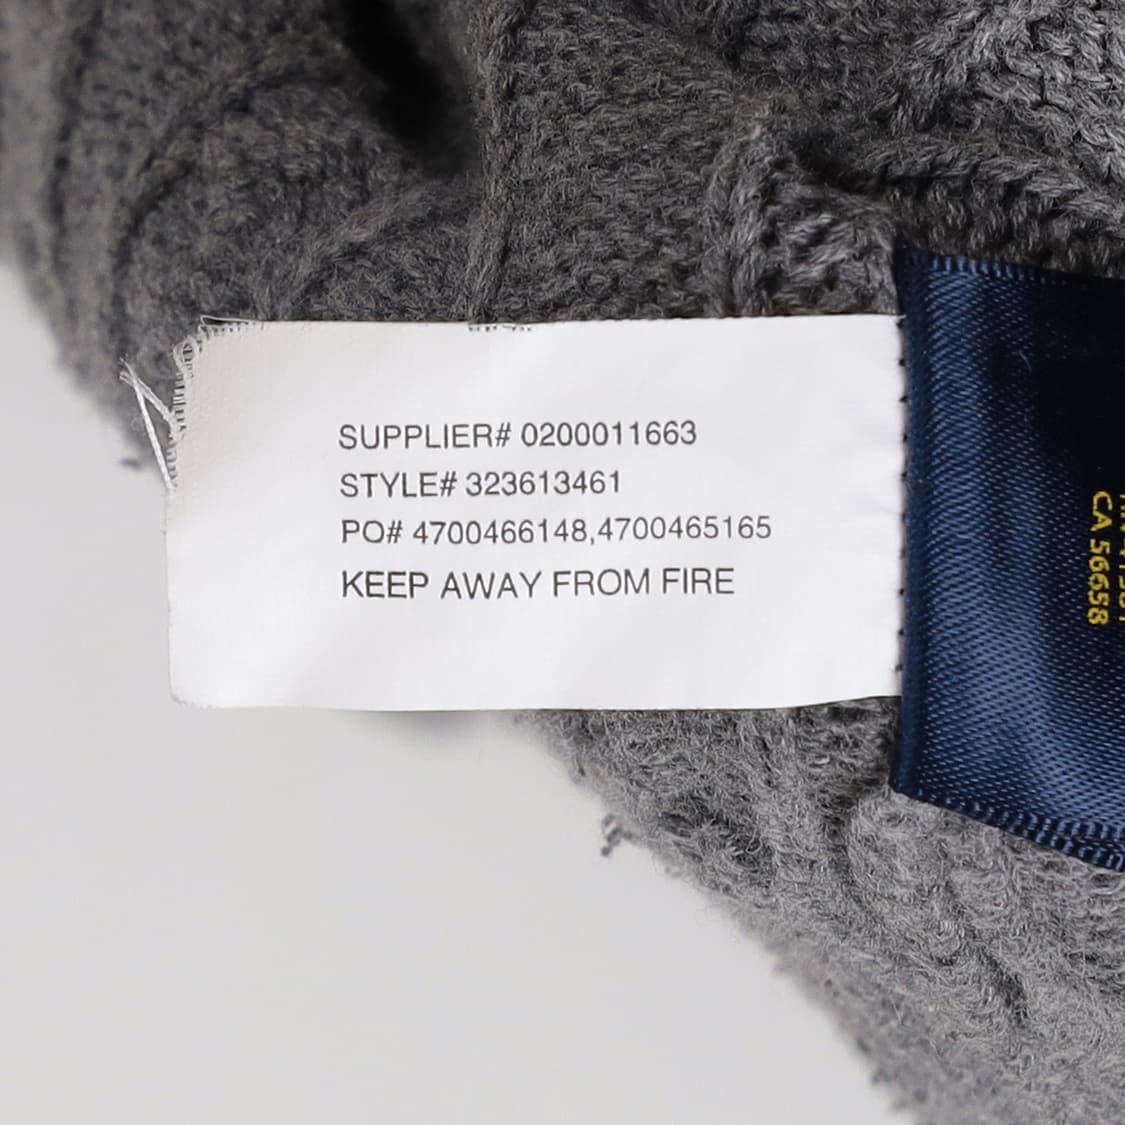 SUPPLIER# 0200011663
STYLE# 323613461
PO# 4700466148,4700465165
KEEP AWAY FROM FIRE
CA 56658